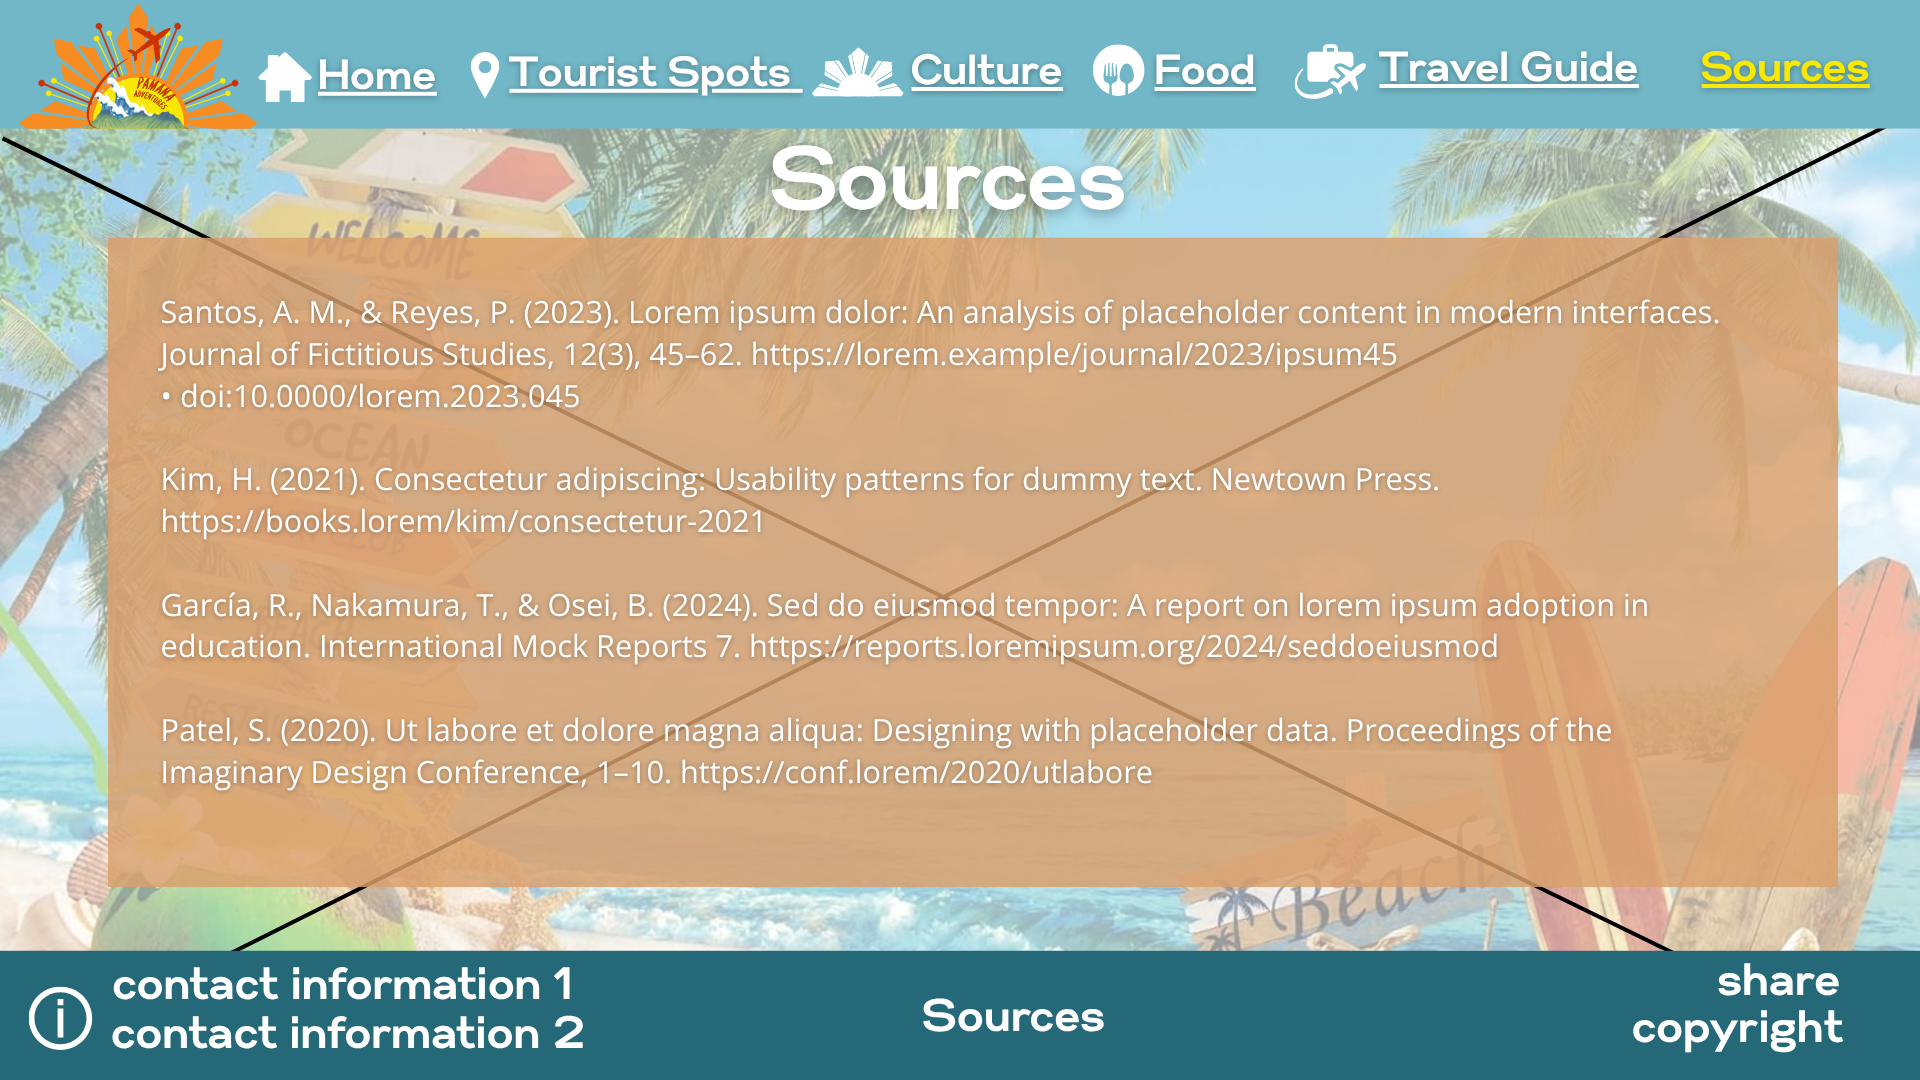 PAMANA
ADVENTURES
Home
Tourist Spots
Culture
Food
Travel Guide
Sources
Sources
WELCOME
Santos, A. M., & Reyes, P. (2023). Lorem ipsum dolor: An analysis of placeholder content in modern interfaces.
Journal of Fictitious Studies, 12(3), 45–62. https://lorem.example/journal/2023/ipsum45
• doi:10.0000/lorem.2023.045
OCEAN
Kim, H. (2021). Consectetur adipiscing: Usability patterns for dummy text. Newtown Press.
https://books.lorem/kim/consectetur-2021
CLUB
García, R., Nakamura, T., & Osei, B. (2024). Sed do eiusmod tempor: A report on lorem ipsum adoption in
education. International Mock Reports 7. https://reports.loremipsum.org/2024/seddoeiusmod
Patel, S. (2020). Ut labore et dolore magna aliqua: Designing with placeholder data. Proceedings of the
Imaginary Design Conference, 1–10. https://conf.lorem/2020/utlabore
Beach
contact information 1
contact information 2
Sources
share
copyright